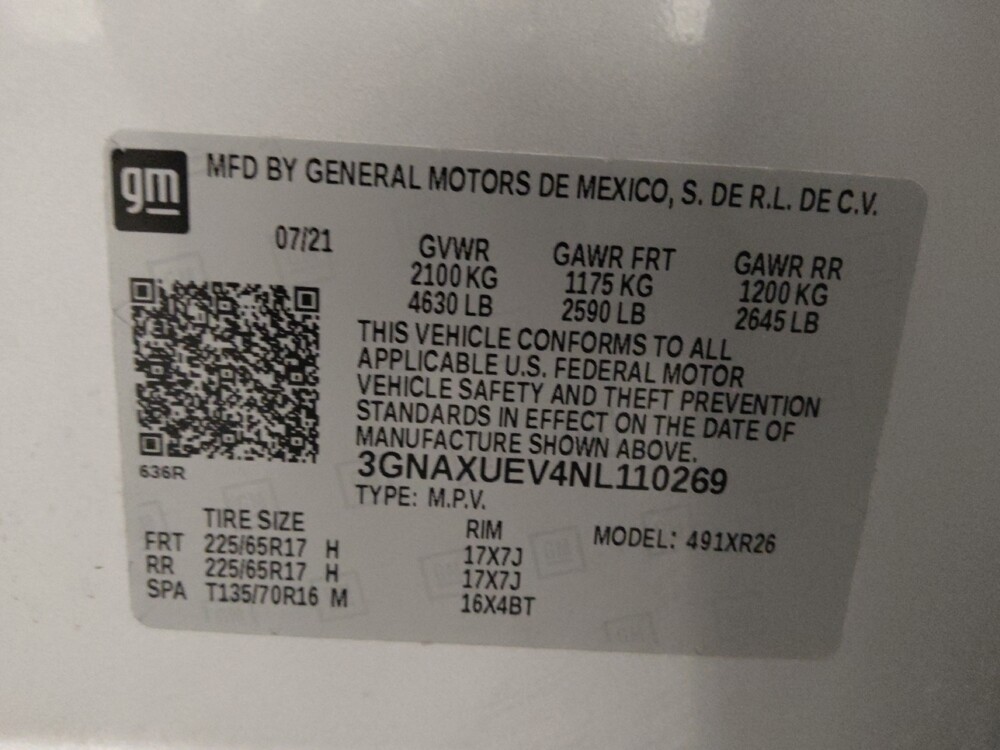 gm
MFD BY GENERAL MOTORS DE MEXICO, S. DE R.L. DE C.V.
07/21 GVWR GAWR FRT GAWR RR
2100 KG 1175 KG 1200 KG
4630 LB 2590 LB 2645 LB
THIS VEHICLE CONFORMS TO ALL
APPLICABLE U.S. FEDERAL MOTOR
VEHICLE SAFETY AND THEFT PREVENTION
STANDARDS IN EFFECT ON THE DATE OF
MANUFACTURE SHOWN ABOVE.
636R
3GNAXUEV4NL110269
TYPE: M.P.V.
TIRE SIZE RIM MODEL: 491XR26
FRT 225/65R17 H 17X7J
RR 225/65R17 H 17X7J
SPA T135/70R16 M 16X4BT